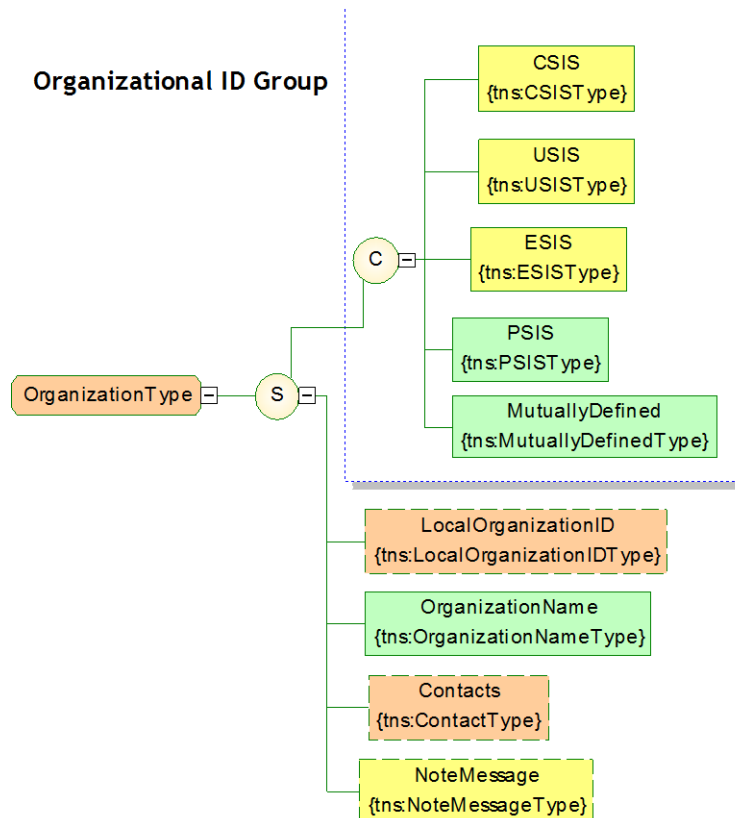 Organizational ID Group
CSIS
{tns:CSISType}
USIS
{tns:USISType}
C
ESIS
{tns:ESISType}
PSIS
{tns:PSISType}
OrganizationType
S
MutuallyDefined
{tns:MutuallyDefinedType}
LocalOrganizationID
{tns:LocalOrganizationIDType}
OrganizationName
{tns:OrganizationNameType}
Contacts
{tns:ContactType}
NoteMessage
{tns:NoteMessageType}